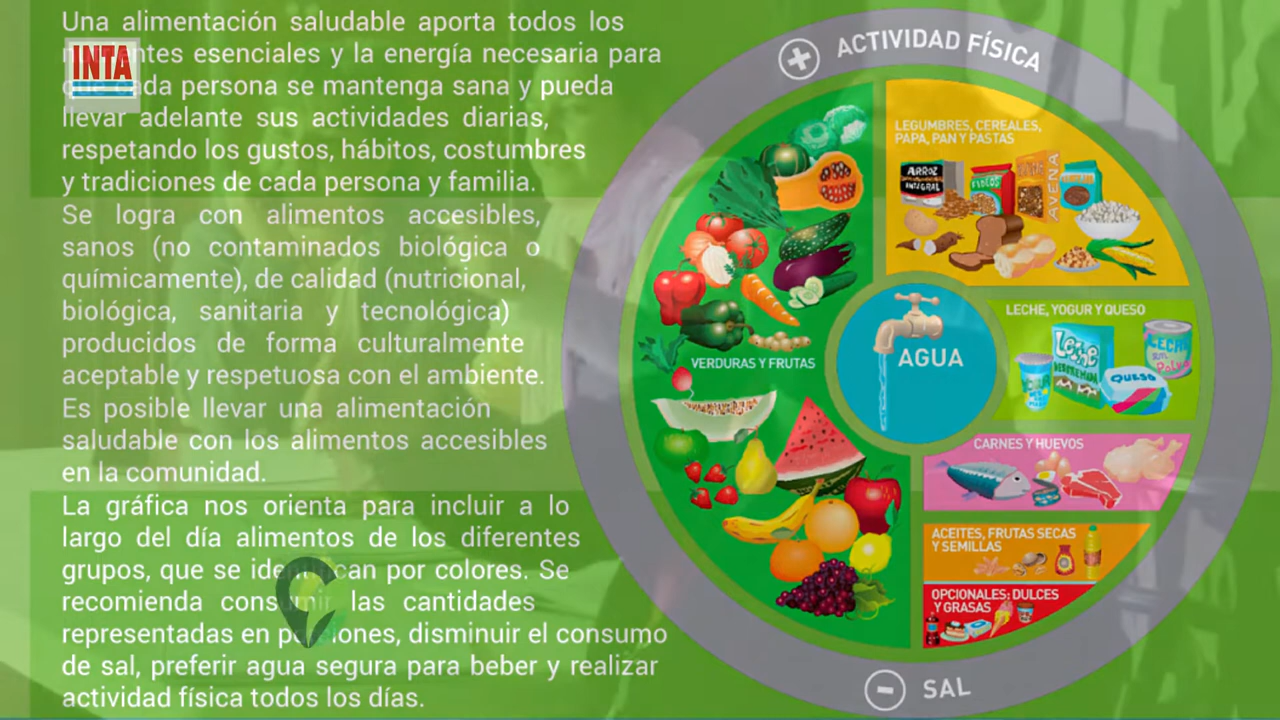 Una alimentación saludable aporta todos los
esenciales y la energía necesaria para
cada persona se mantenga sana y pueda
llevar adelante sus actividades diarias,
respetando los gustos, hábitos, costumbres
y tradiciones de cada persona y familia.
Se logra con alimentos accesibles,
sanos (no contaminados biológica o
químicamente), de calidad (nutricional,
biológica, sanitaria y tecnológica)
producidos de forma culturalmente
aceptable y respetuosa con el ambiente.
Es posible llevar una alimentación
saludable con los alimentos accesibles
en la comunidad.
La gráfica nos orienta para incluir a lo
largo del día alimentos de los diferentes
grupos, que se por colores. Se
recomienda las cantidades
representadas en disminuir el consumo
de sal, preferir agua segura para beber y realizar
actividad física todos los días.
INTA
+ ACTIVIDAD FÍSICA
LEGUMBRES, CEREALES,
PAPA, PAN Y PASTAS
ARROZ
INTEGRAL
FIDEOS
AVENA
VERDURAS Y FRUTAS
AGUA
LECHE, YOGUR Y QUESO
Leche
YOGUR
QUESO
LECHE
en
Polvo
CARNES Y HUEVOS
ACEITES, FRUTAS SECAS
Y SEMILLAS
OPCIONALES: DULCES
Y GRASAS
- SAL